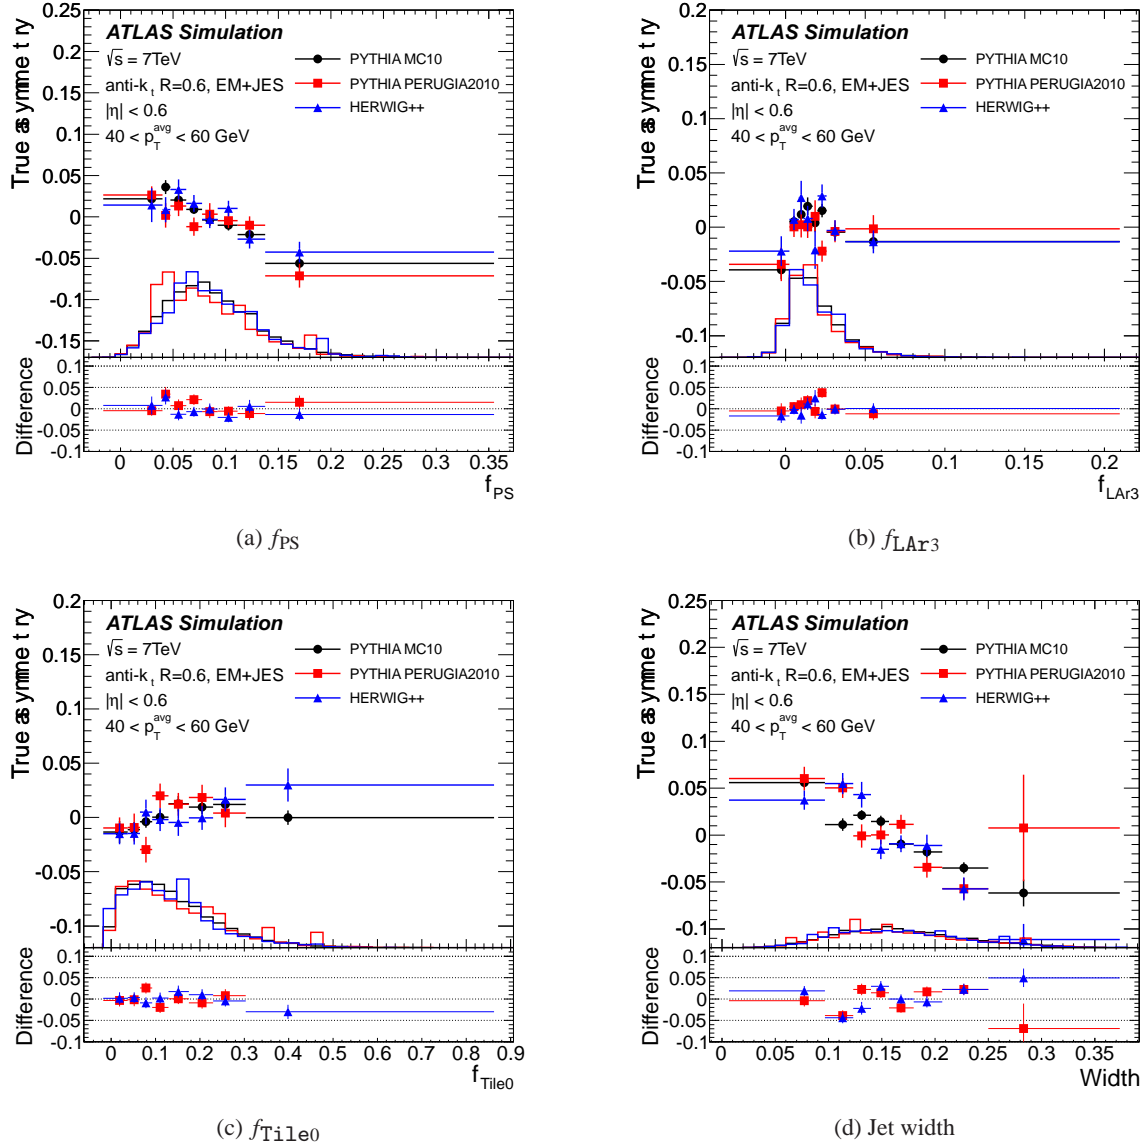 0.25
0.2
0.15
0.1
0.05
0
-0.05
-0.1
-0.15
True asymmetry
ATLAS Simulation
√s = 7TeV
anti-k_t R=0.6, EM+JES
|η| < 0.6
40 < p_T^avg < 60 GeV
PYTHIA MC10
PYTHIA PERUGIA2010
HERWIG++
Difference
0.1
0.05
0
-0.05
-0.1
0 0.05 0.1 0.15 0.2 0.25 0.3 0.35
f_PS
(a) f_PS
0.2
0.15
0.1
0.05
0
-0.05
-0.1
True asymmetry
ATLAS Simulation
√s = 7TeV
anti-k_t R=0.6, EM+JES
|η| < 0.6
40 < p_T^avg < 60 GeV
PYTHIA MC10
PYTHIA PERUGIA2010
HERWIG++
Difference
0.1
0.05
0
-0.05
-0.1
0 0.05 0.1 0.15 0.2
f_LAr3
(b) f_LAr3
0.2
0.15
0.1
0.05
0
-0.05
-0.1
True asymmetry
ATLAS Simulation
√s = 7TeV
anti-k_t R=0.6, EM+JES
|η| < 0.6
40 < p_T^avg < 60 GeV
PYTHIA MC10
PYTHIA PERUGIA2010
HERWIG++
Difference
0.1
0.05
0
-0.05
-0.1
0 0.1 0.2 0.3 0.4 0.5 0.6 0.7 0.8 0.9
f_Tile0
(c) f_Tile0
0.25
0.2
0.15
0.1
0.05
0
-0.05
-0.1
True asymmetry
ATLAS Simulation
√s = 7TeV
anti-k_t R=0.6, EM+JES
|η| < 0.6
40 < p_T^avg < 60 GeV
PYTHIA MC10
PYTHIA PERUGIA2010
HERWIG++
Difference
0.1
0.05
0
-0.05
-0.1
0 0.05 0.1 0.15 0.2 0.25 0.3 0.35
Width
(d) Jet width